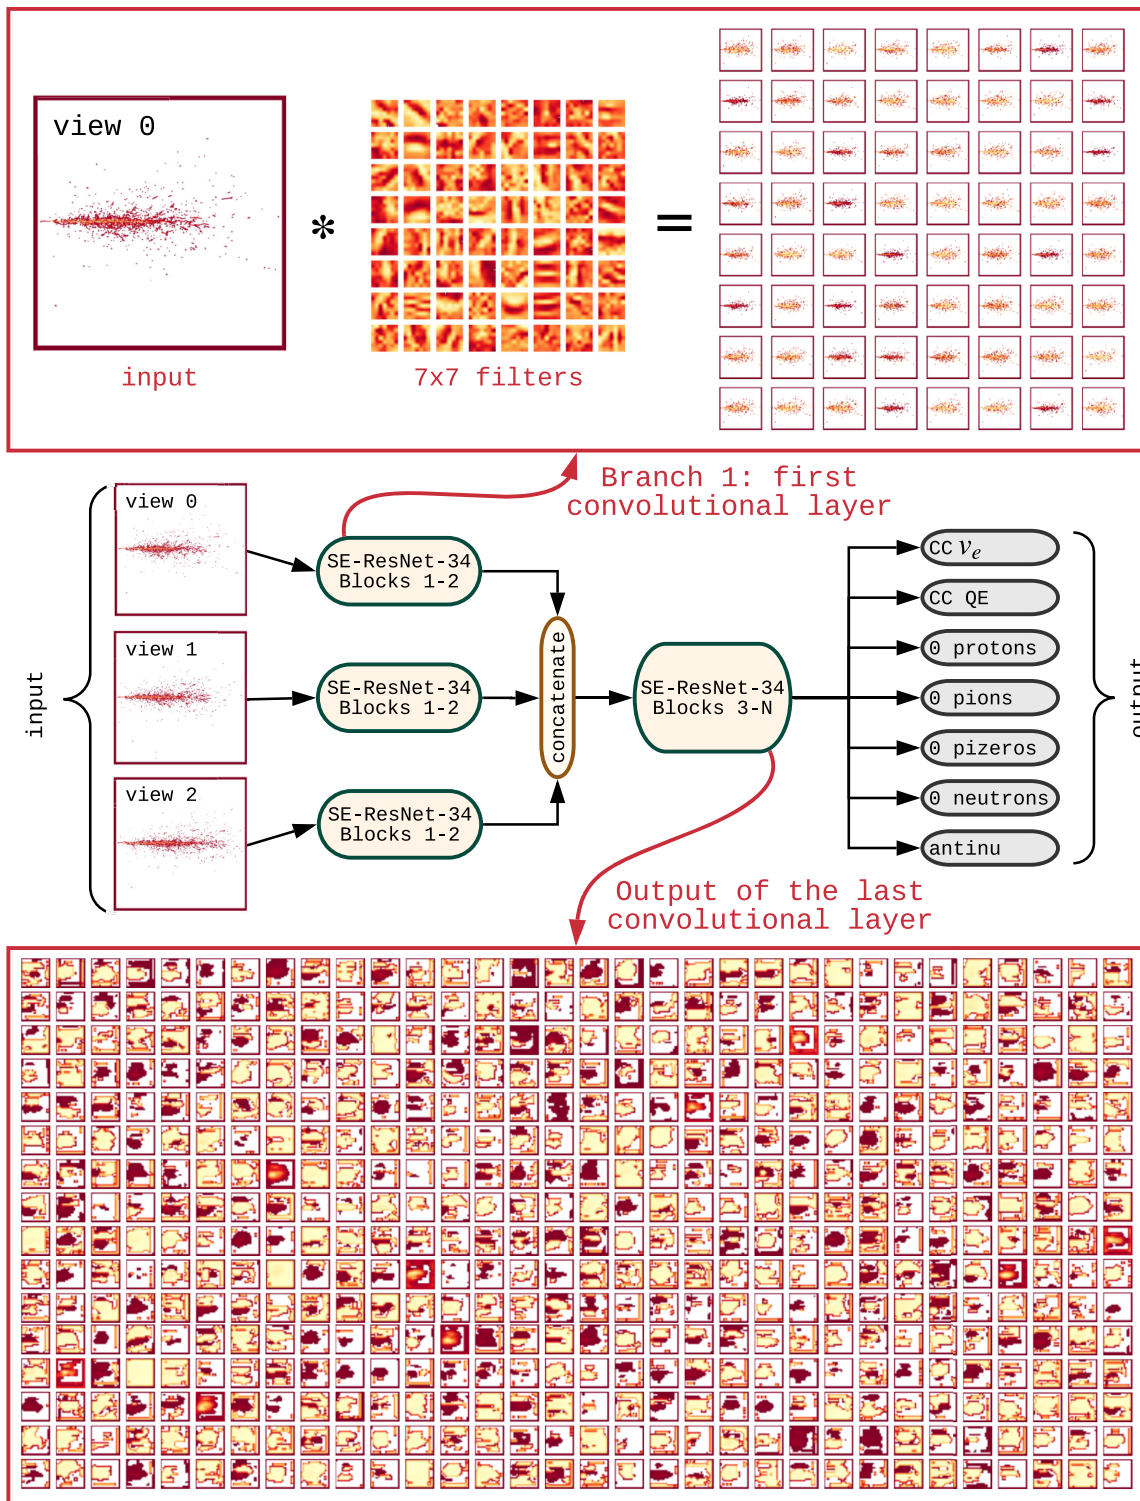 view 0
*
=
input
7x7 filters
Branch 1: first
convolutional layer
input
view 0
view 1
view 2
SE-ResNet-34
Blocks 1-2
SE-ResNet-34
Blocks 1-2
SE-ResNet-34
Blocks 1-2
concatenate
SE-ResNet-34
Blocks 3-N
CC νe
CC QE
0 protons
0 pions
0 pizeros
0 neutrons
antinu
output
Output of the last
convolutional layer